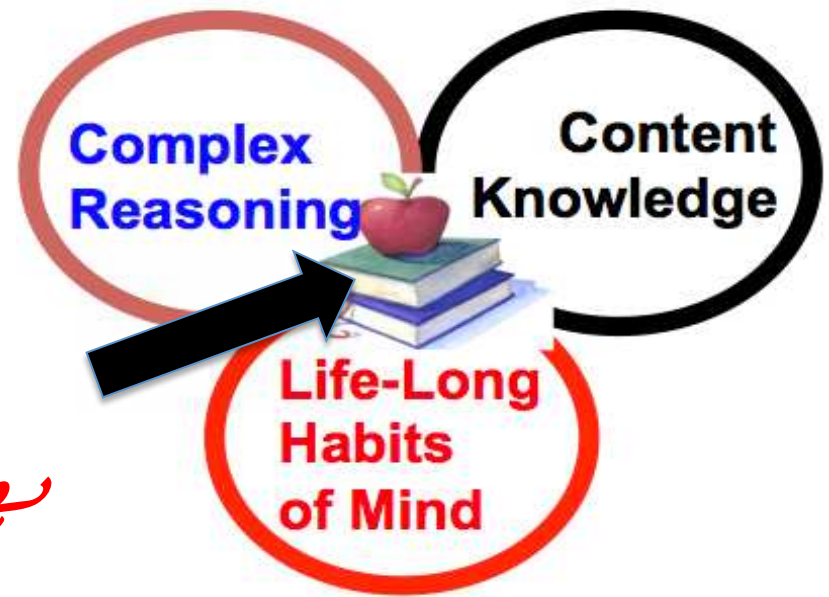 Complex
Reasoning
Content
Knowledge
Life-Long
Habits
of Mind